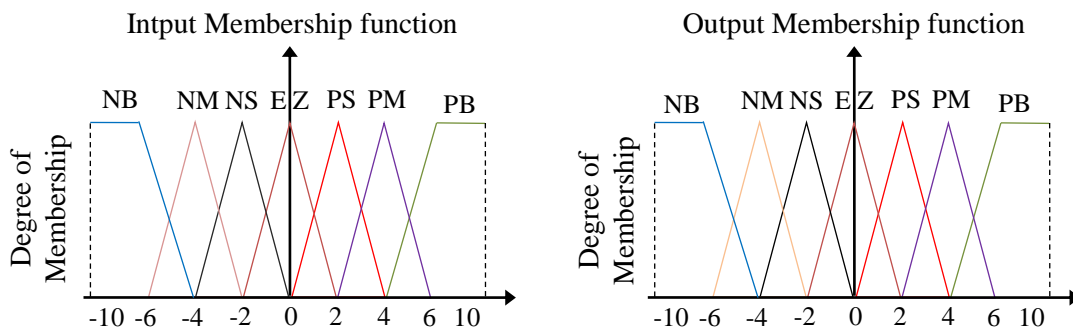 Intput Membership function
NB NM NS E Z PS PM PB
Degree of
Membership
-10 -6 -4 -2 0 2 4 6 10
Output Membership function
NB NM NS E Z PS PM PB
Degree of
Membership
-10 -6 -4 -2 0 2 4 6 10